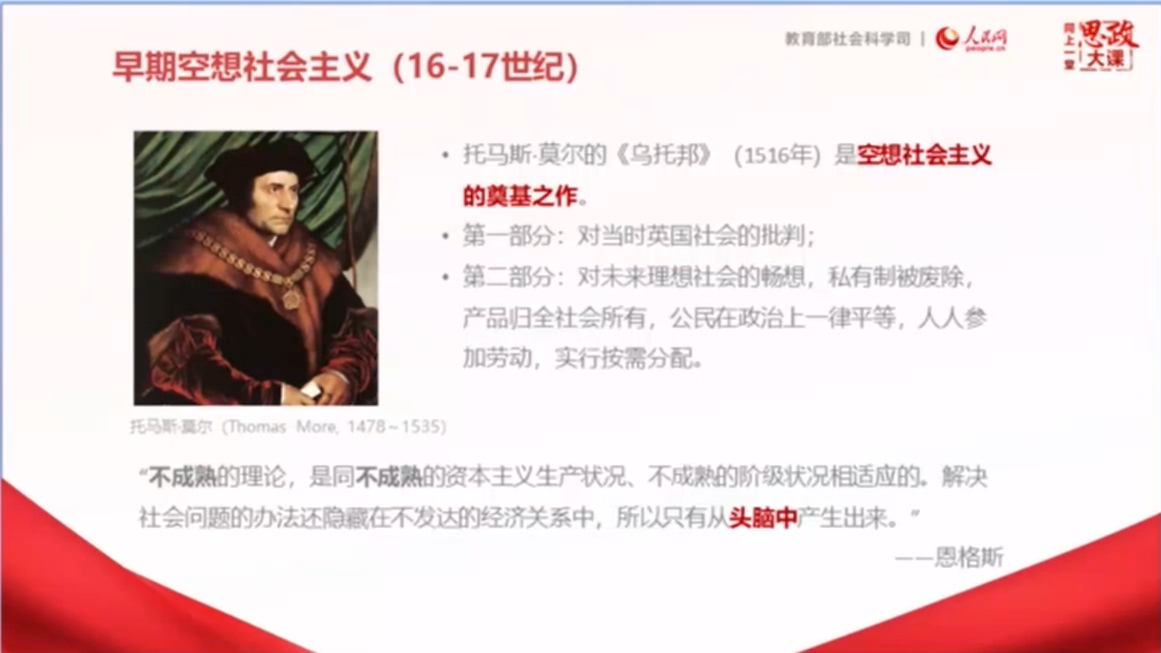 教育部社会科学司 | 人民网
people.cn
网上一堂
思政大课
早期空想社会主义（16-17世纪）
• 托马斯·莫尔的《乌托邦》（1516年）是空想社会主义
的奠基之作。
• 第一部分：对当时英国社会的批判；
• 第二部分：对未来理想社会的畅想，私有制被废除，
产品归全社会所有，公民在政治上一律平等，人人参
加劳动，实行按需分配。
托马斯·莫尔（Thomas More, 1478～1535）
“不成熟的理论，是同不成熟的资本主义生产状况、不成熟的阶级状况相适应的。解决
社会问题的办法还隐藏在不发达的经济关系中，所以只有从头脑中产生出来。”
——恩格斯